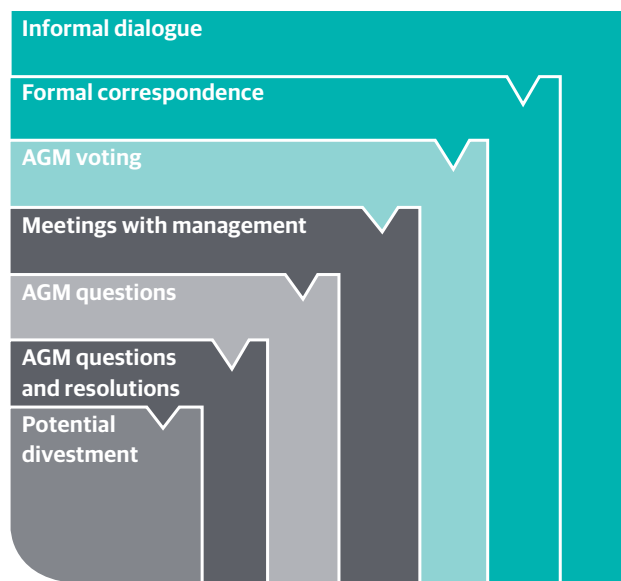 Informal dialogue
Formal correspondence
AGM voting
Meetings with management
AGM questions
AGM questions
and resolutions
Potential
divestment